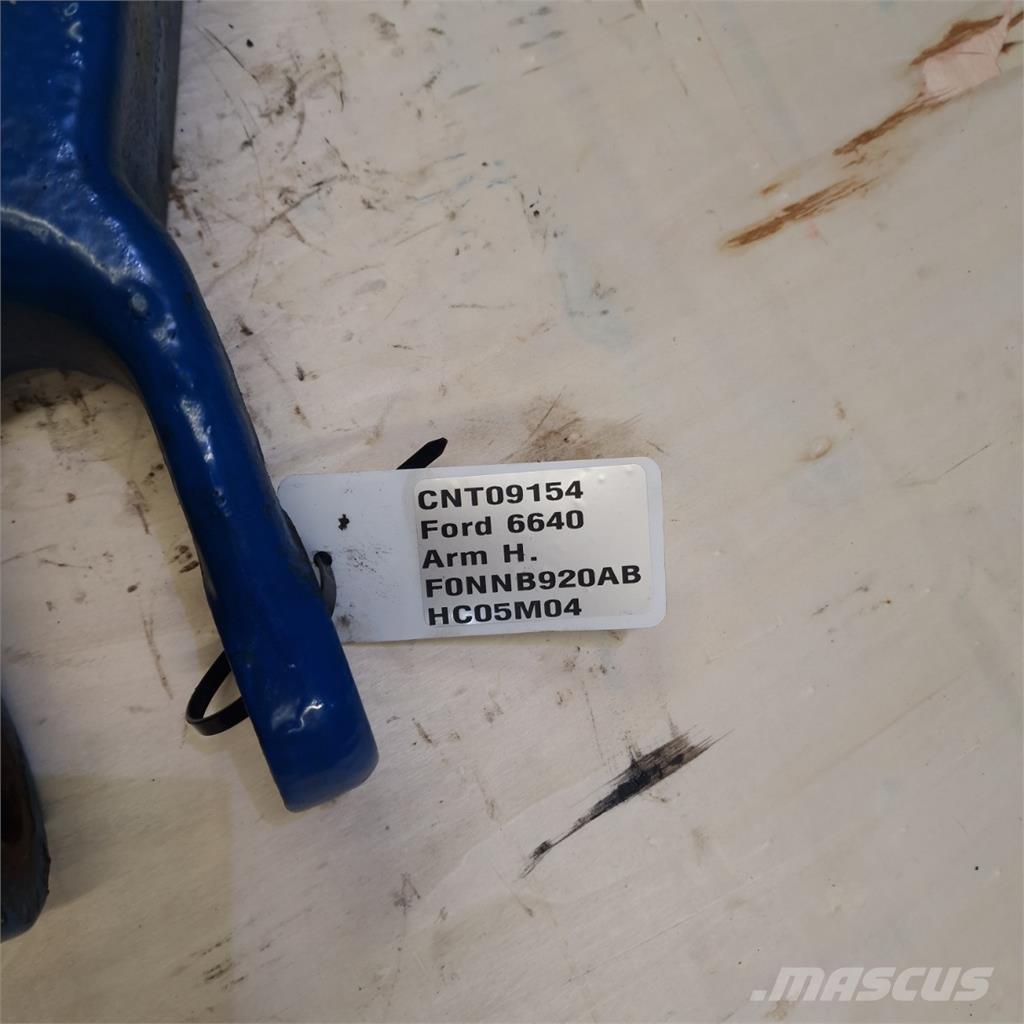 CNT09154
Ford 6640
Arm H.
F0NNB920AB
HC05M04
.MASCUS